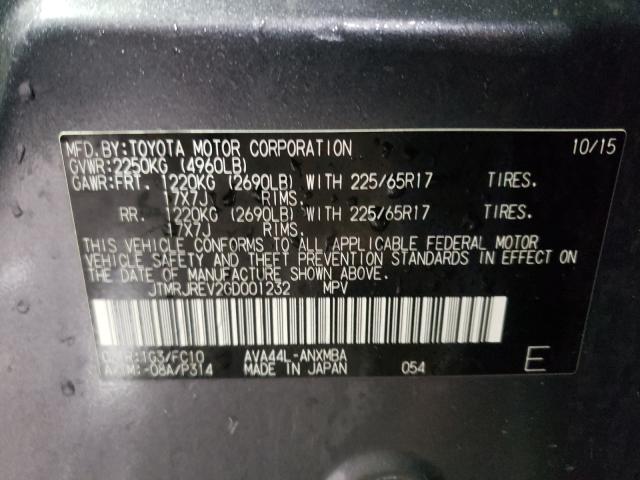 MFD.BY:TOYOTA MOTOR CORPORATION 10/15
GVWR:2250KG (4960LB)
GAWR:FRT. 1220KG (2690LB) WITH 225/65R17 TIRES.
17X7J RIMS.
RR. 1220KG (2690LB) WITH 225/65R17 TIRES.
17X7J RIMS.
THIS VEHICLE CONFORMS TO ALL APPLICABLE FEDERAL MOTOR
VEHICLE SAFETY AND THEFT PREVENTION STANDARDS IN EFFECT ON
THE DATE OF MANUFACTURE SHOWN ABOVE.
JTMRJREV2GD001232 MPV
C/TR:1G3/FC10 AVA44L-ANXMBA
A/TM:-08A/P314 MADE IN JAPAN 054 E